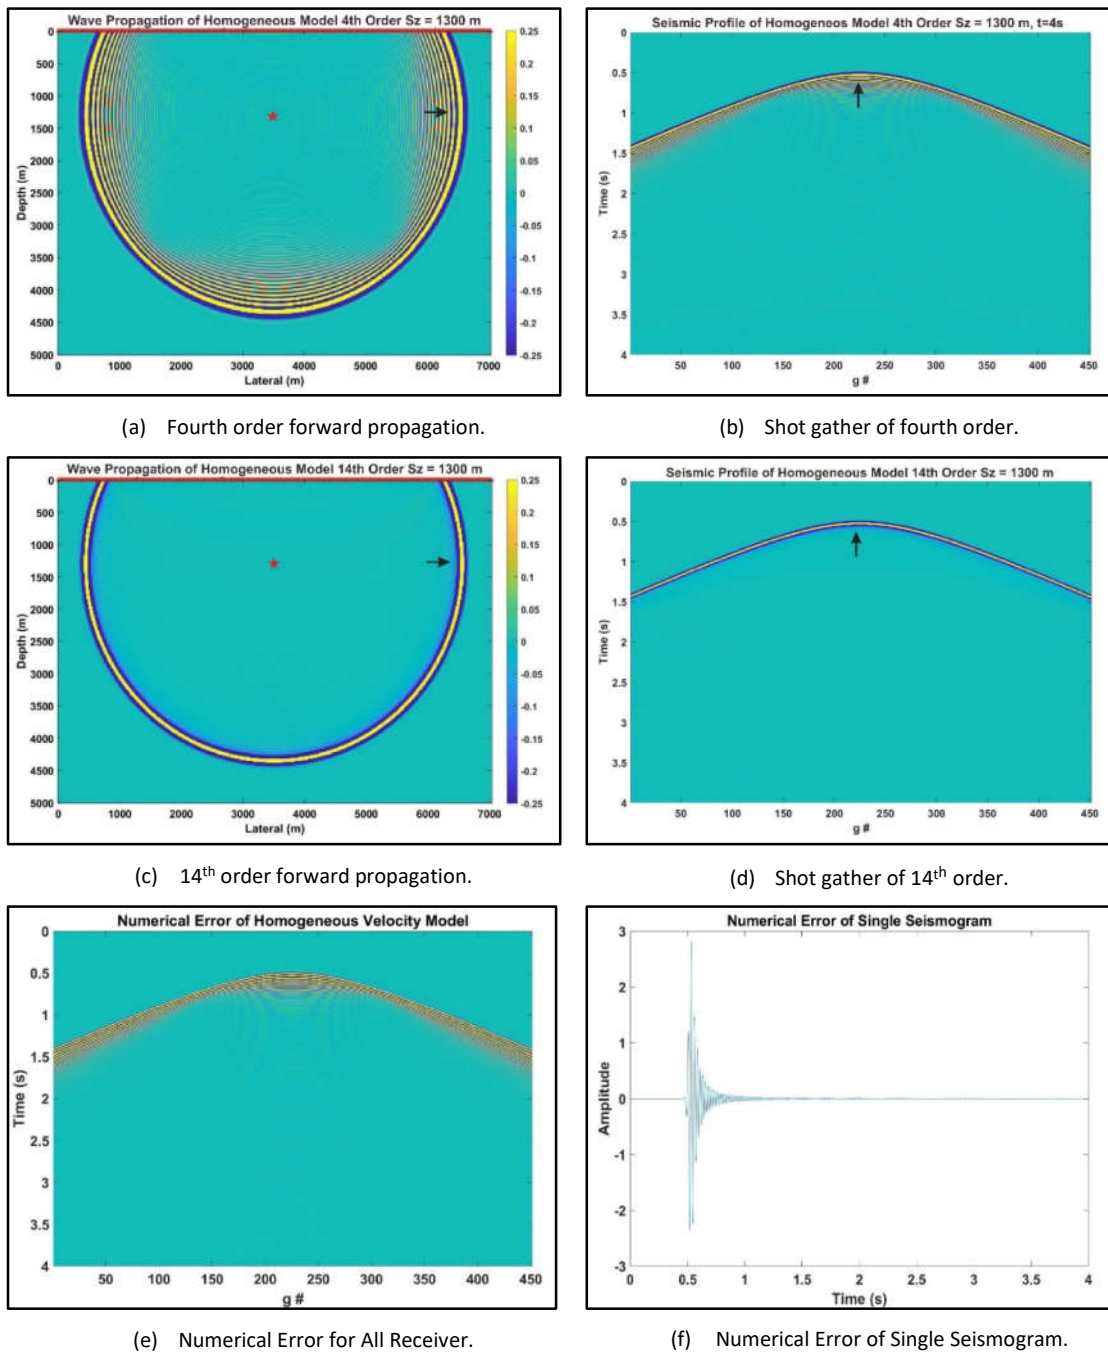 Wave Propagation of Homogeneous Model 4th Order Sz = 1300 m
0
500
1000
1500
2000
2500
3000
3500
4000
4500
5000
Depth (m)
0 1000 2000 3000 4000 5000 6000 7000
Lateral (m)
0.25
0.2
0.15
0.1
0.05
0
-0.05
-0.1
-0.15
-0.2
-0.25
(a) Fourth order forward propagation.
Seismic Profile of Homogeneos Model 4th Order Sz = 1300 m, t=4s
0
0.5
1
1.5
2
2.5
3
3.5
4
Time (s)
50 100 150 200 250 300 350 400 450
g #
(b) Shot gather of fourth order.
Wave Propagation of Homogeneous Model 14th Order Sz = 1300 m
0
500
1000
1500
2000
2500
3000
3500
4000
4500
5000
Depth (m)
0 1000 2000 3000 4000 5000 6000 7000
Lateral (m)
0.25
0.2
0.15
0.1
0.05
0
-0.05
-0.1
-0.15
-0.2
-0.25
(c) 14th order forward propagation.
Seismic Profile of Homogeneous Model 14th Order Sz = 1300 m
0
0.5
1
1.5
2
2.5
3
3.5
4
Time (s)
50 100 150 200 250 300 350 400 450
g #
(d) Shot gather of 14th order.
Numerical Error of Homogeneous Velocity Model
0
0.5
1
1.5
2
2.5
3
3.5
4
Time (s)
50 100 150 200 250 300 350 400 450
g #
(e) Numerical Error for All Receiver.
Numerical Error of Single Seismogram
3
2
1
0
-1
-2
-3
Amplitude
0 0.5 1 1.5 2 2.5 3 3.5 4
Time (s)
(f) Numerical Error of Single Seismogram.